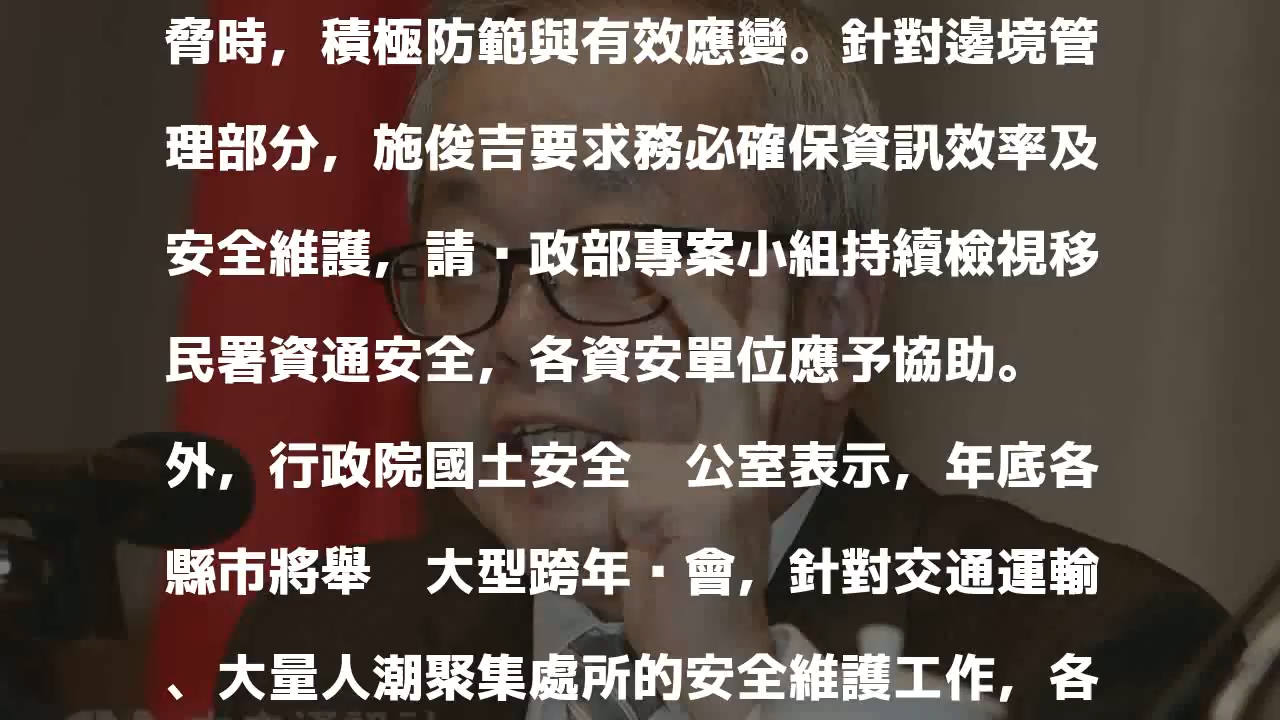 脅時，積極防範與有效應變。針對邊境管
理部分，施俊吉要求務必確保資訊效率及
安全維護，請·政部專案小組持續檢視移
民署資通安全，各資安單位應予協助。
外，行政院國土安全　公室表示，年底各
縣市將舉　大型跨年·會，針對交通運輸
、大量人潮聚集處所的安全維護工作，各